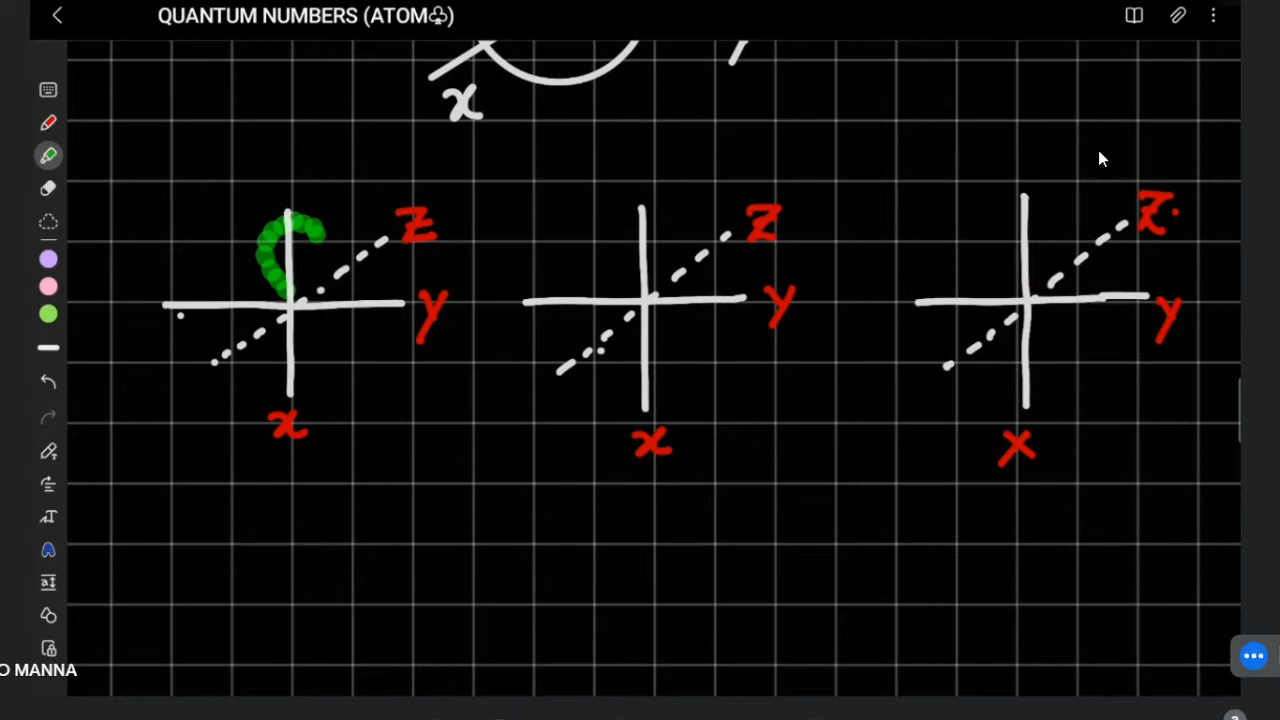 QUANTUM NUMBERS (ATOM♧)
x
z z z
y y y
x x x
O MANNA